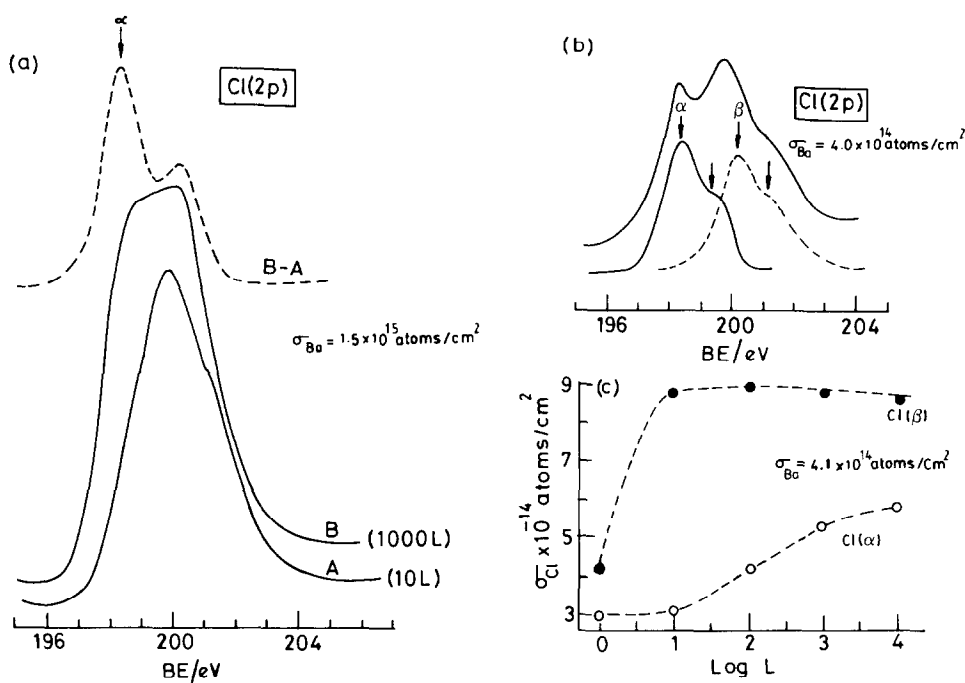 (a)
α
Cl(2p)
B-A
σBa = 1.5 x 10^15 atoms/cm^2
B (1000 L)
A (10 L)
196 200 204
BE/eV
(b)
Cl(2p)
α
β
σBa = 4.0 x 10^14 atoms/cm^2
196 200 204
BE/eV
(c)
9
7
5
3
σCl x 10^-14 atoms/cm^2
Cl(β)
σBa = 4.1 x 10^14 atoms/Cm^2
Cl(α)
0 1 2 3 4
Log L